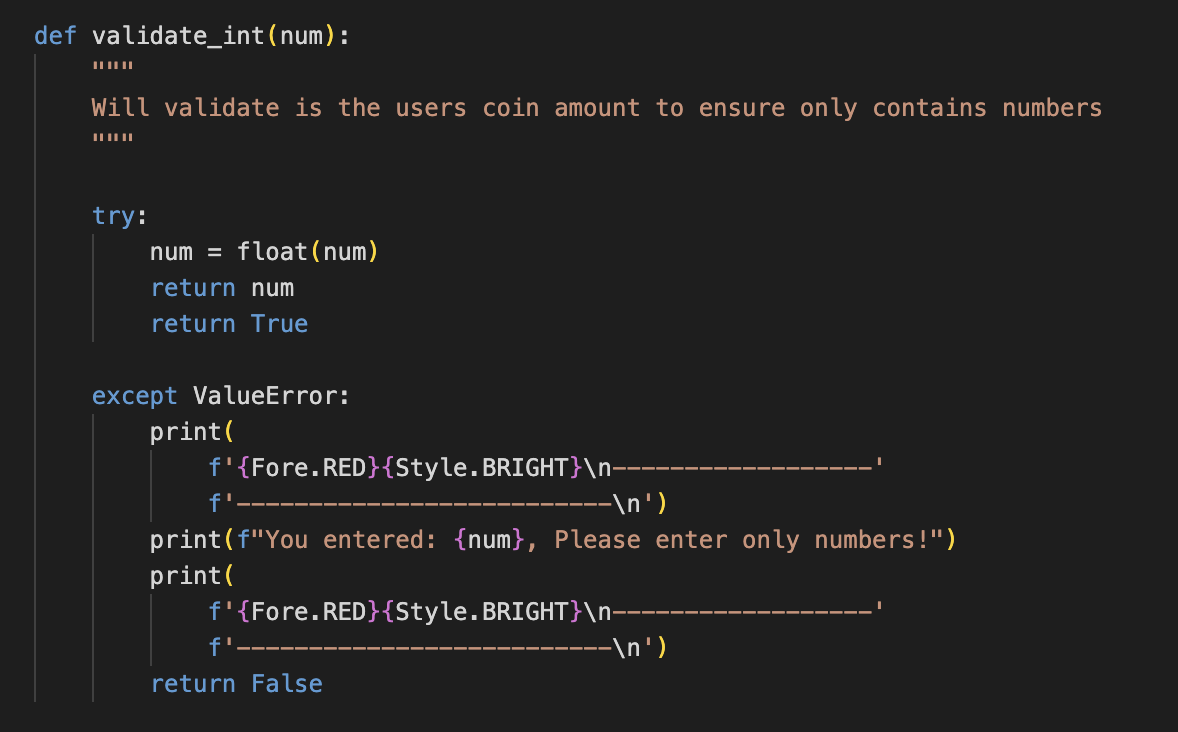 def validate_int(num):
    """
    Will validate is the users coin amount to ensure only contains numbers
    """

    try:
        num = float(num)
        return num
        return True

    except ValueError:
        print(
            f'{Fore.RED}{Style.BRIGHT}\n------------------'
            f'--------------------------\n')
        print(f"You entered: {num}, Please enter only numbers!")
        print(
            f'{Fore.RED}{Style.BRIGHT}\n------------------'
            f'--------------------------\n')
        return False